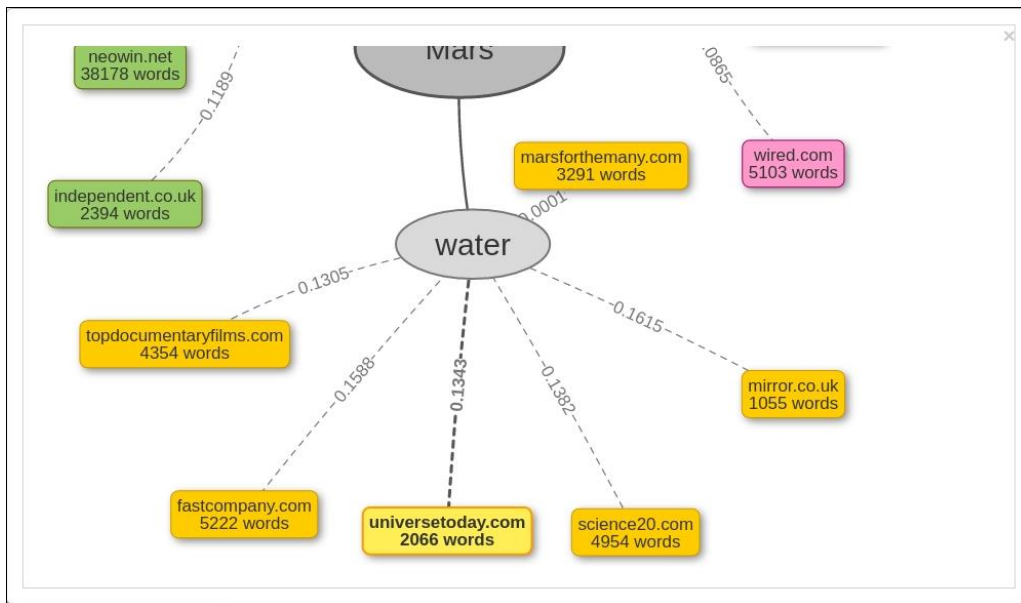 ×
Mars
neowin.net
38178 words
0.1189
.0865
marsforthemany.com
3291 words
wired.com
5103 words
independent.co.uk
2394 words
0.0001
water
0.1305
0.1615
topdocumentaryfilms.com
4354 words
0.1588
0.1343
0.1382
mirror.co.uk
1055 words
fastcompany.com
5222 words
universetoday.com
2066 words
science20.com
4954 words